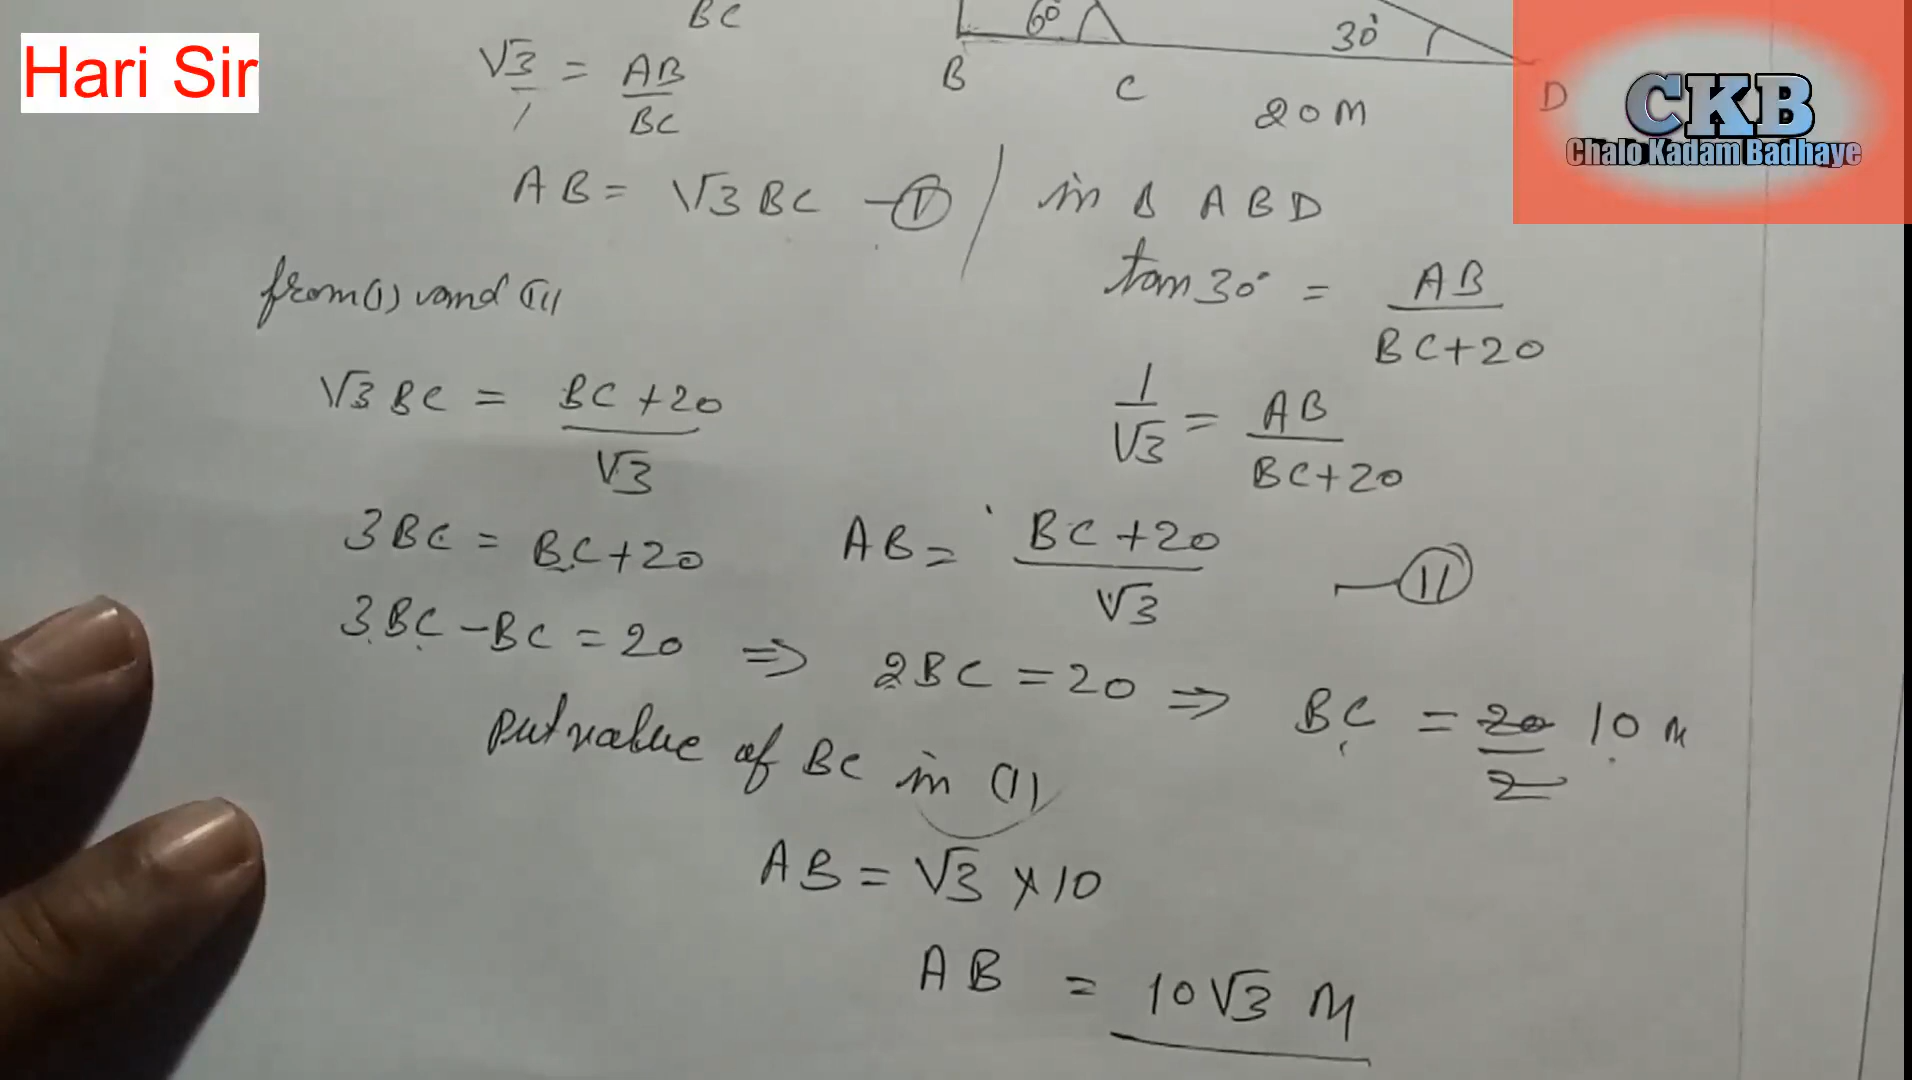 Hari Sir
BC
√3/1 = AB/BC
AB = √3 BC —(I)
60°
30°
B
C
20 M
D
CKB
Chalo Kadam Badhaye
in Δ ABD
tan 30° = AB/BC+20
1/√3 = AB/BC+20
AB = BC+20/√3 —(II)
from (I) and (II)
√3 BC = BC+20/√3
3BC = BC+20
3BC - BC = 20 ⇒ 2BC = 20 ⇒ BC = 20/2 10 M
put value of BC in (I)
AB = √3 × 10
AB = 10√3 M